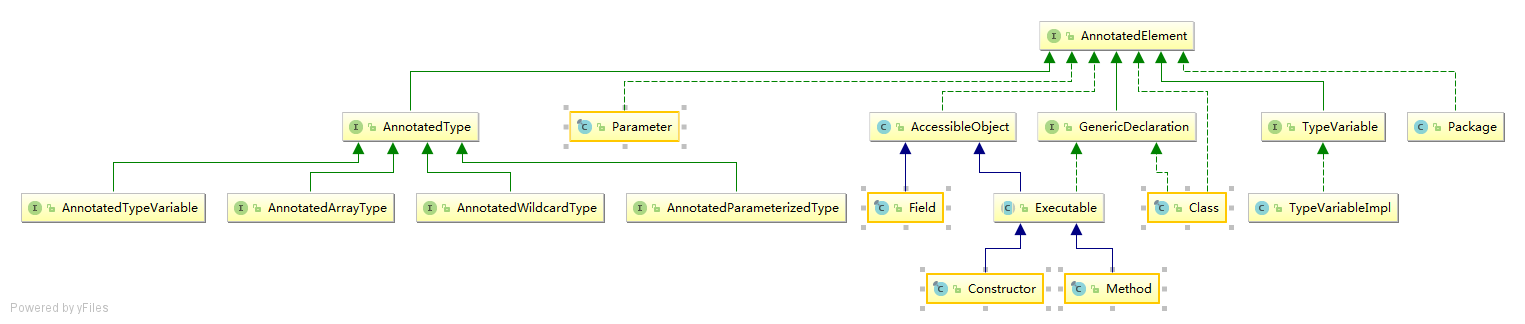 AnnotatedElement
AnnotatedType
Parameter
AccessibleObject
GenericDeclaration
TypeVariable
Package
AnnotatedTypeVariable
AnnotatedArrayType
AnnotatedWildcardType
AnnotatedParameterizedType
Field
Executable
Class
TypeVariableImpl
Constructor
Method
Powered by yFiles